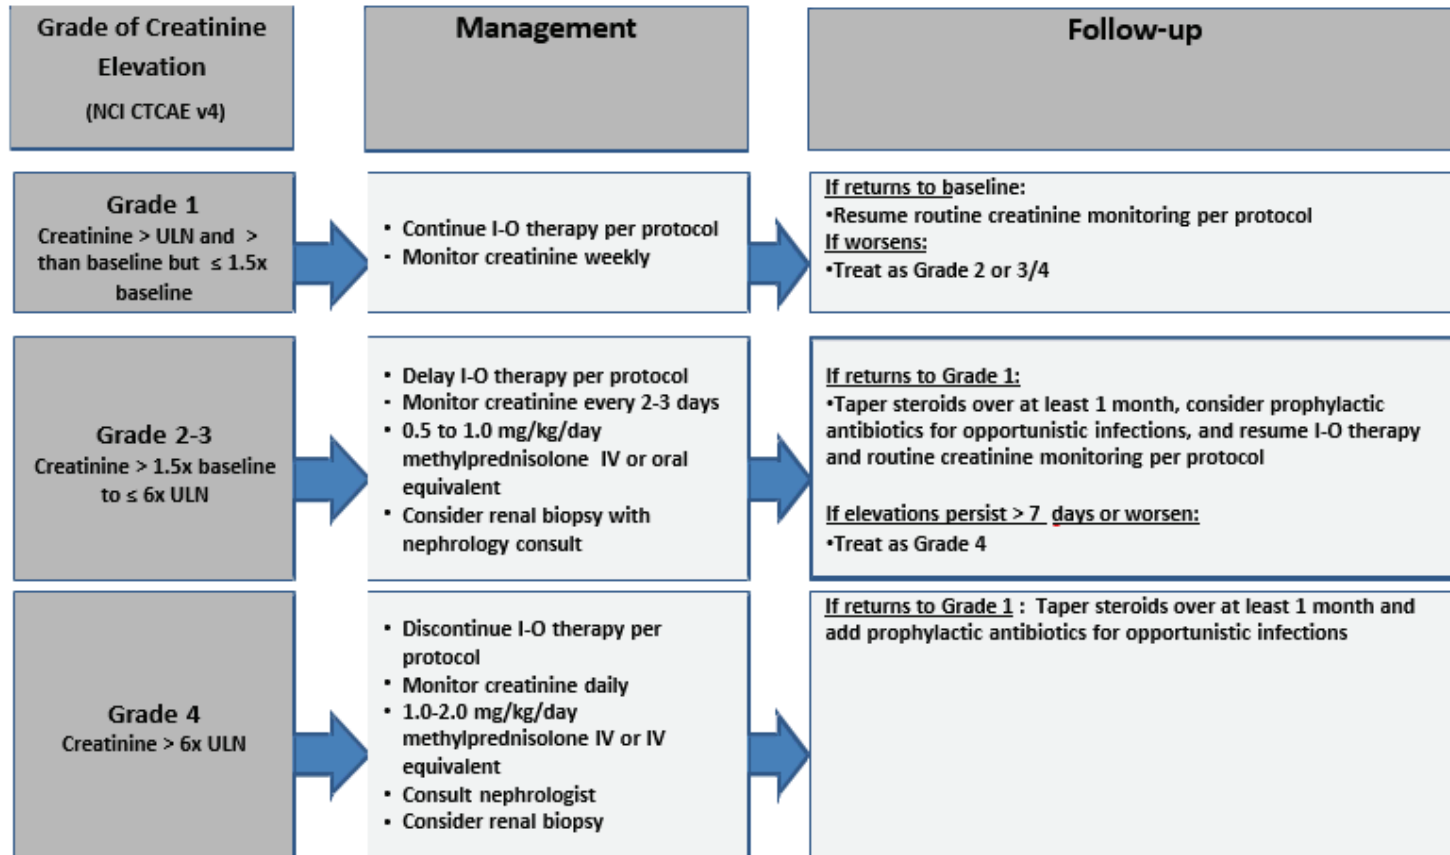 Grade of Creatinine
Elevation
(NCI CTCAE v4)
Management
Follow-up
Grade 1
Creatinine > ULN and >
than baseline but ≤ 1.5x
baseline
• Continue I-O therapy per protocol
• Monitor creatinine weekly
If returns to baseline:
•Resume routine creatinine monitoring per protocol
If worsens:
•Treat as Grade 2 or 3/4
Grade 2-3
Creatinine > 1.5x baseline
to ≤ 6x ULN
• Delay I-O therapy per protocol
• Monitor creatinine every 2-3 days
• 0.5 to 1.0 mg/kg/day
methylprednisolone IV or oral
equivalent
• Consider renal biopsy with
nephrology consult
If returns to Grade 1:
•Taper steroids over at least 1 month, consider prophylactic
antibiotics for opportunistic infections, and resume I-O therapy
and routine creatinine monitoring per protocol
If elevations persist > 7 days or worsen:
•Treat as Grade 4
Grade 4
Creatinine > 6x ULN
• Discontinue I-O therapy per
protocol
• Monitor creatinine daily
• 1.0-2.0 mg/kg/day
methylprednisolone IV or IV
equivalent
• Consult nephrologist
• Consider renal biopsy
If returns to Grade 1 : Taper steroids over at least 1 month and
add prophylactic antibiotics for opportunistic infections